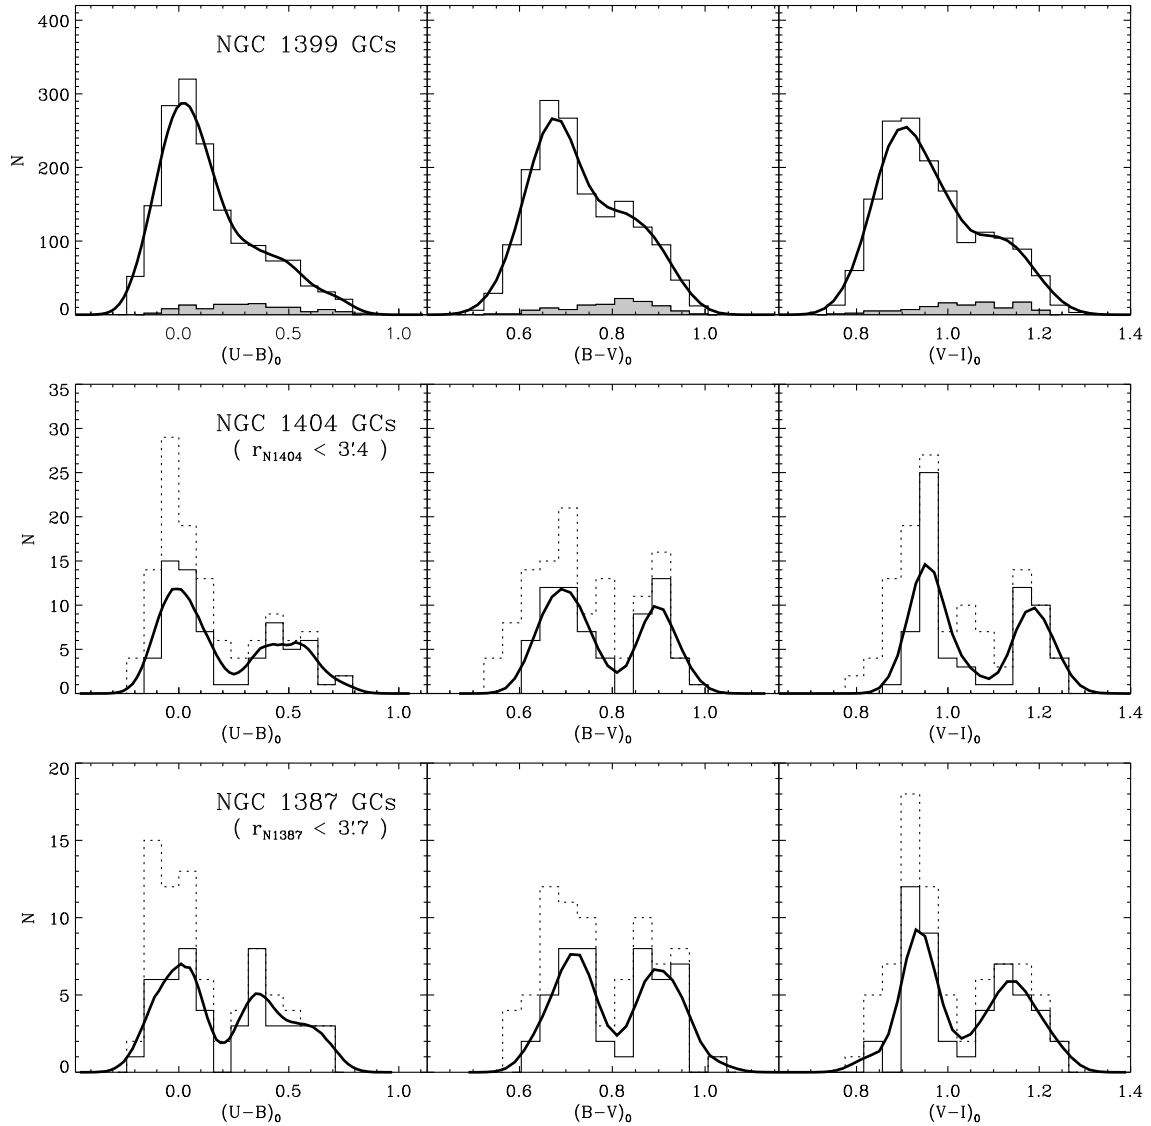 400
300
200
100
0
N
NGC 1399 GCs
0.0 0.5 1.0
0.6 0.8 1.0
0.8 1.0 1.2 1.4
(U−B)₀
(B−V)₀
(V−I)₀
35
30
25
20
15
10
5
0
N
NGC 1404 GCs
( r_N1404 < 3′.4 )
0.0 0.5 1.0
0.6 0.8 1.0
0.8 1.0 1.2 1.4
(U−B)₀
(B−V)₀
(V−I)₀
20
15
10
5
0
N
NGC 1387 GCs
( r_N1387 < 3′.7 )
0.0 0.5 1.0
0.6 0.8 1.0
0.8 1.0 1.2 1.4
(U−B)₀
(B−V)₀
(V−I)₀